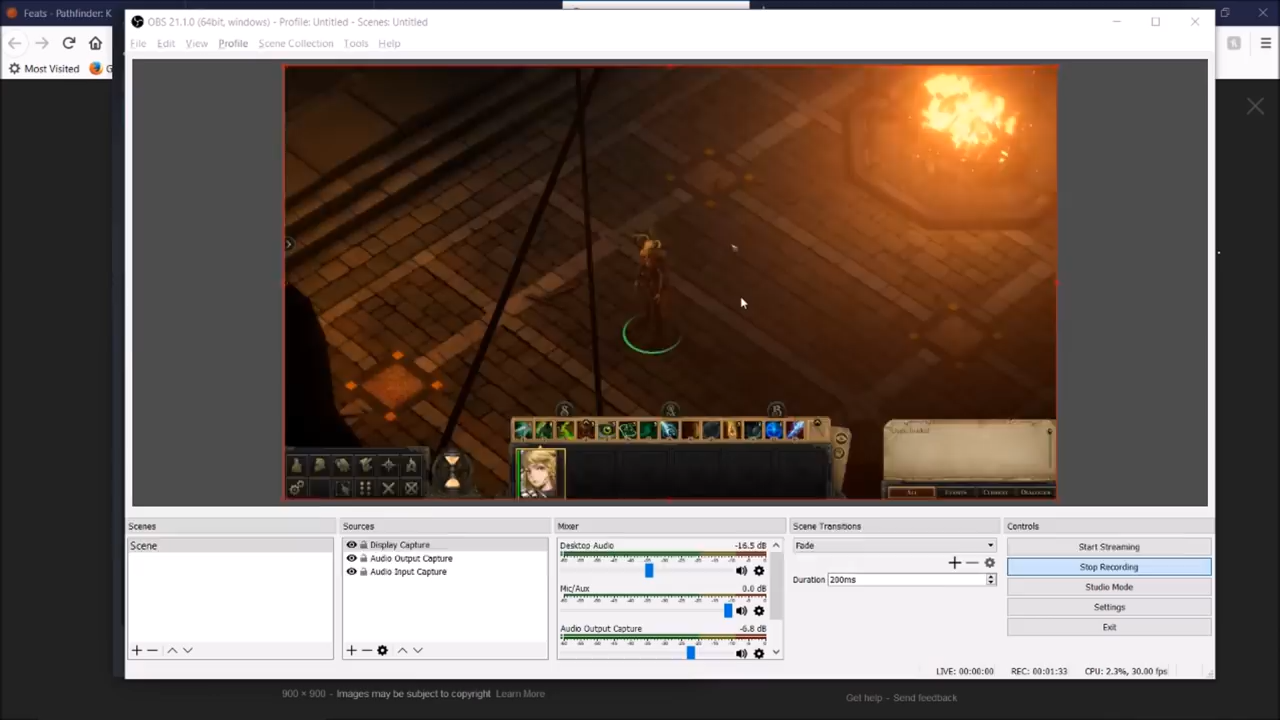 Feats - Pathfinder: K
OBS 21.1.0 (64bit, windows) - Profile: Untitled - Scenes: Untitled
File Edit View Profile Scene Collection Tools Help
Most Visited G
ALL EVENTS COMBAT DIALOGUE
Scenes Sources Mixer Scene Transitions Controls
Scene
Display Capture
Audio Output Capture
Audio Input Capture
Desktop Audio -16.5 dB
Mic/Aux 0.0 dB
Audio Output Capture -6.8 dB
Fade
Duration 200ms
Start Streaming
Stop Recording
Studio Mode
Settings
Exit
LIVE: 00:00:00 REC: 00:01:33 CPU: 2.3%, 30.00 fps
900 × 900 - Images may be subject to copyright Learn More
Get help - Send feedback